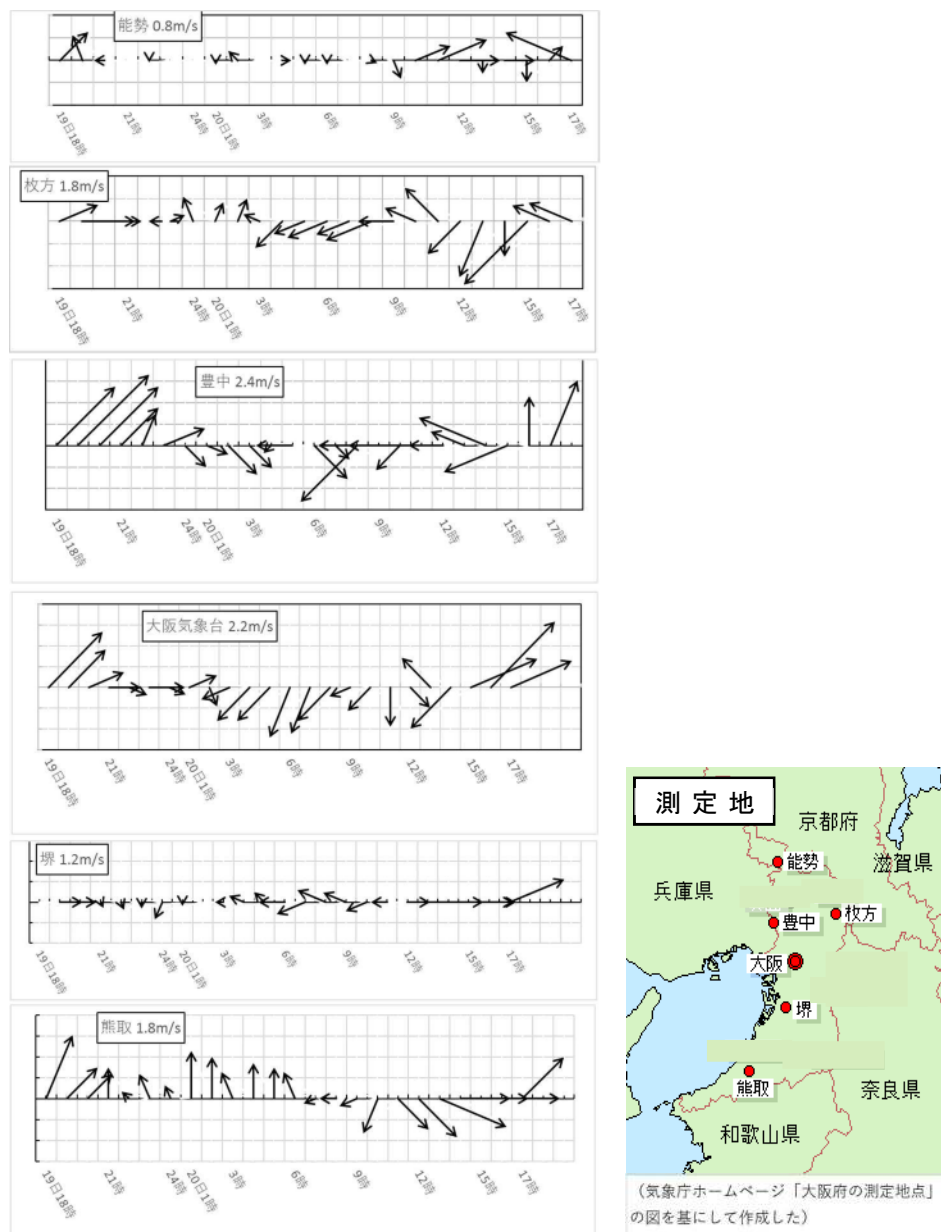 能勢 0.8m/s
19日18時
21時
24時
20日1時
3時
6時
9時
12時
15時
17時
枚方 1.8m/s
19日18時
21時
24時
20日1時
3時
6時
9時
12時
15時
17時
豊中 2.4m/s
19日18時
21時
24時
20日1時
3時
6時
9時
12時
15時
17時
大阪気象台 2.2m/s
19日18時
21時
24時
20日1時
3時
6時
9時
12時
15時
17時
堺 1.2m/s
19日18時
21時
24時
20日1時
3時
6時
9時
12時
15時
17時
熊取 1.8m/s
19日18時
21時
24時
20日1時
3時
6時
9時
12時
15時
17時
測定地
京都府
能勢
滋賀県
兵庫県
枚方
豊中
大阪
堺
熊取
奈良県
和歌山県
（気象庁ホームページ「大阪府の測定地点」
の図を基にして作成した）